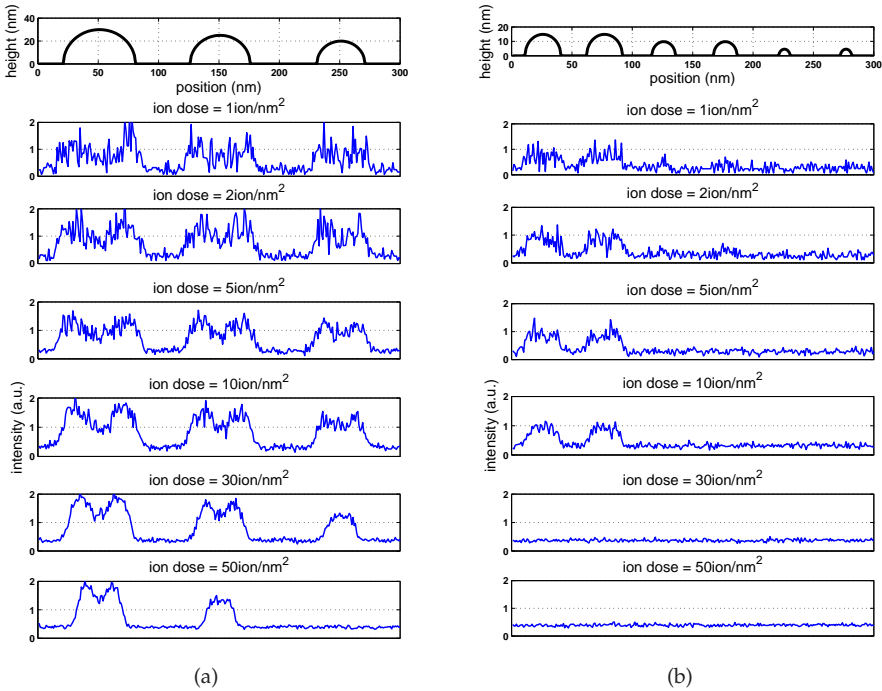 height (nm)
40
20
0
0 50 100 150 200 250 300
position (nm)
ion dose = 1ion/nm²
2
1
0
ion dose = 2ion/nm²
2
1
0
ion dose = 5ion/nm²
2
1
0
intensity (a.u.)
ion dose = 10ion/nm²
2
1
0
ion dose = 30ion/nm²
2
1
0
ion dose = 50ion/nm²
2
1
0
(a)
height (nm)
20
10
0
0 50 100 150 200 250 300
position (nm)
ion dose = 1ion/nm²
2
1
0
ion dose = 2ion/nm²
2
1
0
ion dose = 5ion/nm²
2
1
0
intensity (a.u.)
ion dose = 10ion/nm²
2
1
0
ion dose = 30ion/nm²
2
1
0
ion dose = 50ion/nm²
2
1
0
(b)